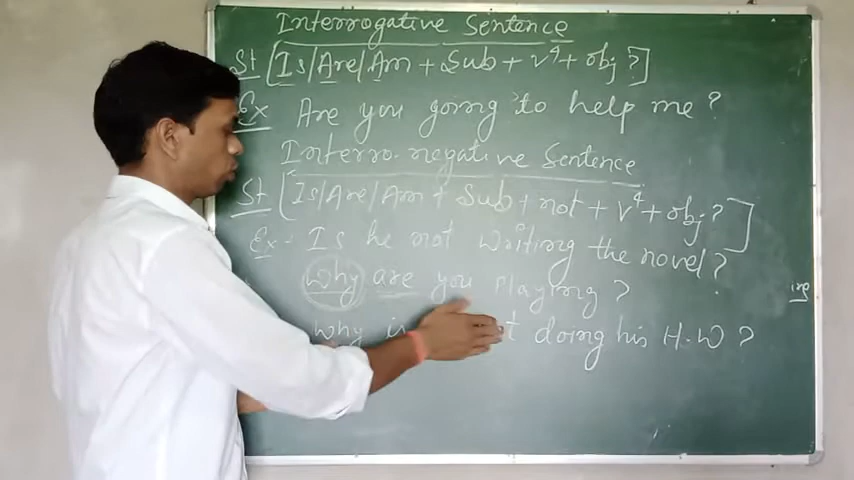 Interrogative Sentence
St [Is/Are/Am + Sub + V⁴ + obj ?]
Ex Are you going to help me ?
Interro-negative Sentence
St [Is/Are/Am + Sub + not + V⁴ + obj ?]
Ex - Is he not writing the novel ?
Why are you Playing ?
ing
why is doing his H.W ?